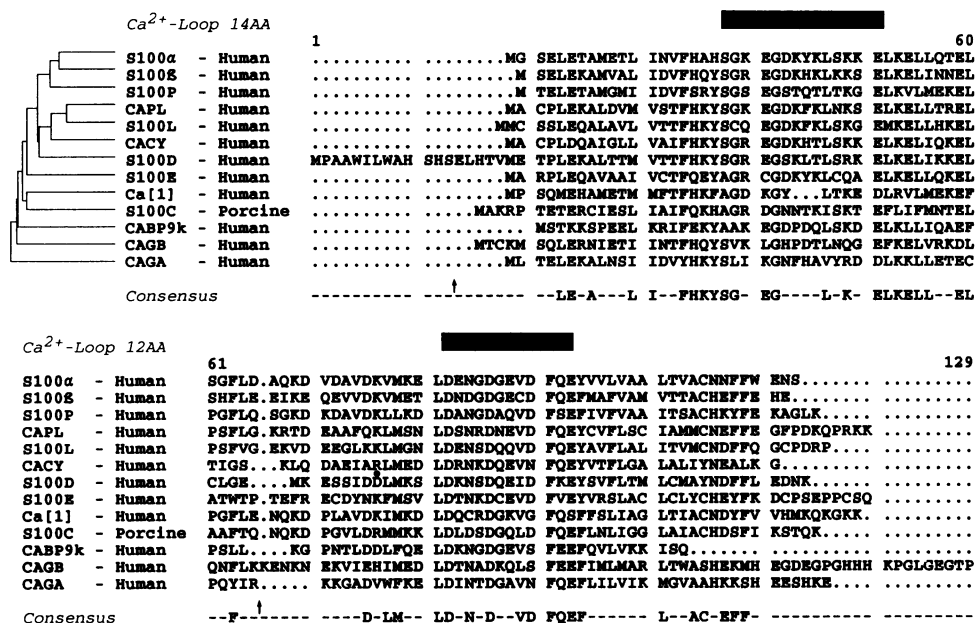 Ca2+-Loop 14AA
1 60
S100α - Human .......... .........MG SELETAMETL INVFHAHSGK EGDKYKLSKK ELKELLQTEL
S100ß - Human .......... ..........M SELEKAMVAL IDVFHQYSGR EGDKHKLKKS ELKELINNEL
S100P - Human .......... ..........M TELETAMGMI IDVFSRYSGS EGSTQTLTKG ELKVLMEKEL
CAPL - Human .......... ........MA CPLEKALDVM VSTFHKYSGK EGDKFKLNKS ELKELLTREL
S100L - Human .......... .......MMC SSLEQALAVL VTTFHKYSCQ EGDKFKLSKG EMKELLHKEL
CACY - Human .......... ........MA CPLDQAIGLL VAIFHKYSGR EGDKHTLSKK ELKELIQKEL
S100D - Human MPAAWILWAH SHSELHTVME TPLEKALTTM VTTFHKYSGR EGSKLTLSRK ELKELIKKEL
S100E - Human .......... ........MA RPLEQAVAAI VCTFQEYAGR CGDKYKLCQA ELKELLQKEL
Ca[1] - Human .......... ........MP SQMEHAMETM MFTFHKFAGD KGY...LTKE DLRVLMEKEF
S100C - Porcine .......... .....MAKRP TETERCIESL IAIFQKHAGR DGNNTKISKT EFLIFMNTEL
CABP9k - Human .......... .......... MSTKKSPEEL KRIFEKYAAK EGDPDQLSKD ELKLLIQAEF
CAGB - Human .......... .....MTCKM SQLERNIETI INTFHQYSVK LGHPDTLNQG EFKELVRKDL
CAGA - Human .......... ........ML TELEKALNSI IDVYHKYSLI KGNFHAVYRD DLKKLLETEC
Consensus ---------- ---------- --LE-A---L I--FHKYSG- EG----L-K- ELKELL--EL
Ca2+-Loop 12AA
61 129
S100α - Human SGFLD.AQKD VDAVDKVMKE LDENGDGEVD FQEYVVLVAA LTVACNNFFW ENS....... .........
S100ß - Human SHFLE.EIKE QEVVDKVMET LDNDGDGECD FQEFMAFVAM VTTACHEFFE HE........ .........
S100P - Human PGFLQ.SGKD KDAVDKLLKD LDANGDAQVD FSEFIVFVAA ITSACHKYFE KAGLK..... .........
CAPL - Human PSFLG.KRTD EAAFQKLMSN LDSNRDNEVD FQEYCVFLSC IAMMCNEFFE GFPDKQPRKK .........
S100L - Human PSFVG.EKVD EEGLKKLMGN LDENSDQQVD FQEYAVFLAL ITVMCNDFFQ GCPDRP.... .........
CACY - Human TIGS...KLQ DAEIARLMED LDRNKDQEVN FQEYVTFLGA LALIYNEALK G......... .........
S100D - Human CLGE....MK ESSIDDLMKS LDKNSDQEID FKEYSVFLTM LCMAYNDFFL EDNK...... .........
S100E - Human ATWTP.TEFR ECDYNKFMSV LDTNKDCEVD FVEYVRSLAC LCLYCHEYFK DCPSEPPCSQ .........
Ca[1] - Human PGFLE.NQKD PLAVDKIMKD LDQCRDGKVG FQSFFSLIAG LTIACNDYFV VHMKQKGKK. .........
S100C - Porcine AAFTQ.NQKD PGVLDRMMKK LDLDSDGQLD FQEFLNLIGG LAIACHDSFI KSTQK..... .........
CABP9k - Human PSLL....KG PNTLDDLFQE LDKNGDGEVS FEEFQVLVKK ISQ....... .......... .........
CAGB - Human QNFLKKENKN EKVIEHIMED LDTNADKQLS FEEFIMLMAR LTWASHEKMH EGDEGPGHHH KPGLGEGTP
CAGA - Human PQYIR..... KKGADVWFKE LDINTDGAVN FQEFLILVIK MGVAAHKKSH EESHKE.... .........
Consensus --F------- ----D-LM-- LD-N-D--VD FQEF------ L--AC-EFF- ---------- ---------